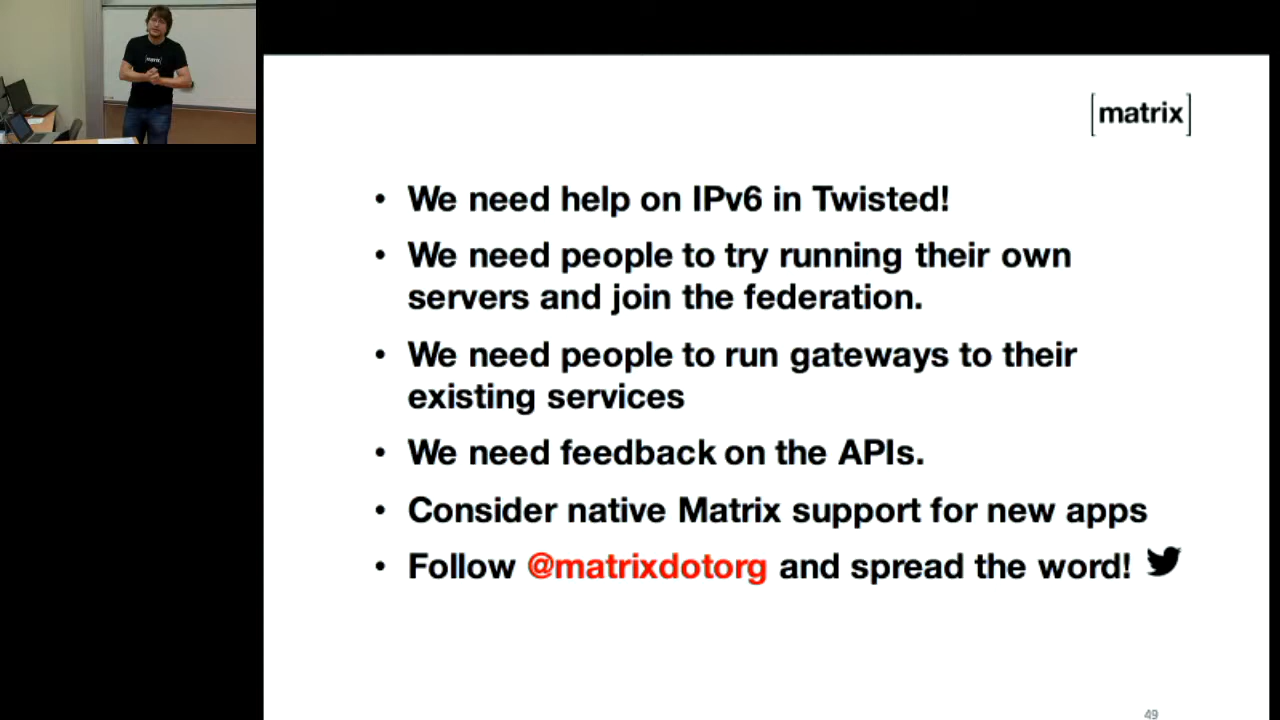 [matrix]
[matrix]
• We need help on IPv6 in Twisted!
• We need people to try running their own
servers and join the federation.
• We need people to run gateways to their
existing services
• We need feedback on the APIs.
• Consider native Matrix support for new apps
• Follow @matrixdotorg and spread the word!
49